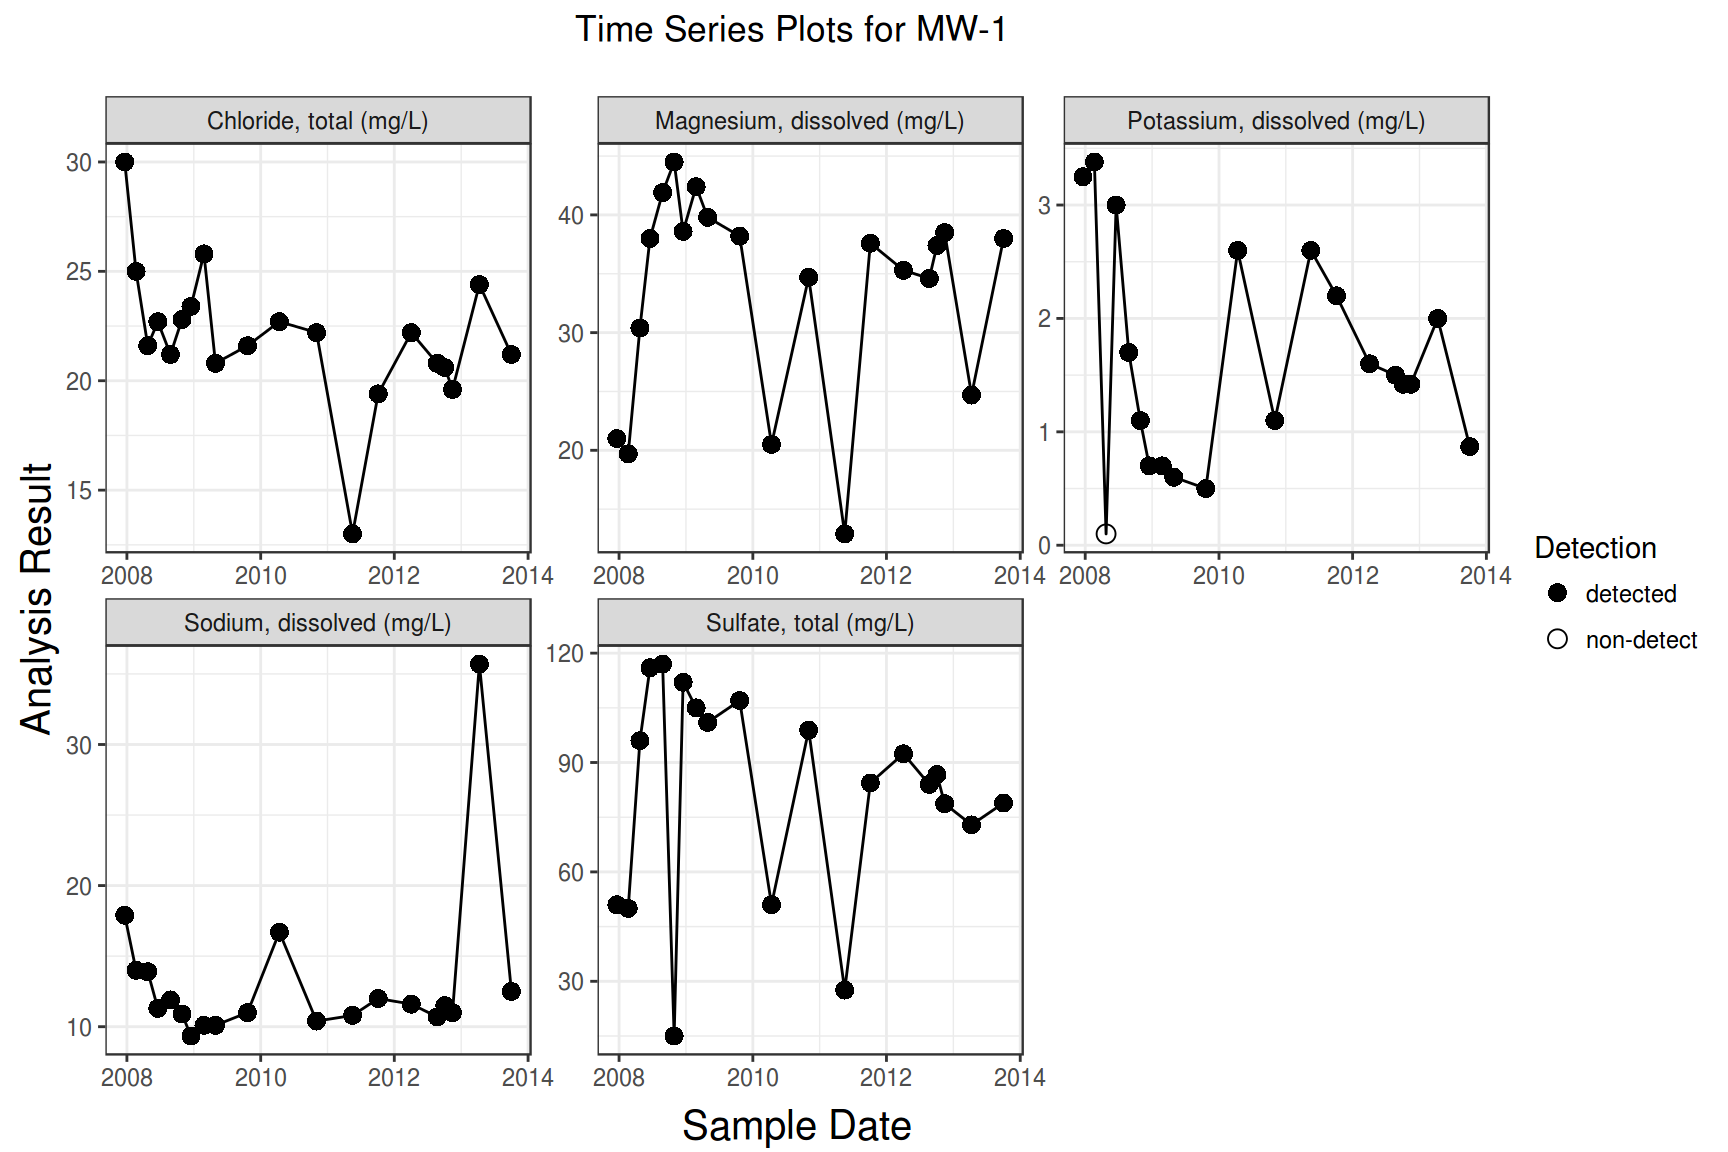 Time Series Plots for MW-1
Chloride, total (mg/L)
Magnesium, dissolved (mg/L)
Potassium, dissolved (mg/L)
30
25
20
15
2008 2010 2012 2014
40
30
20
2008 2010 2012 2014
3
2
1
0
2008 2010 2012 2014
Sodium, dissolved (mg/L)
Sulfate, total (mg/L)
30
20
10
2008 2010 2012 2014
120
90
60
30
2008 2010 2012 2014
Analysis Result
Sample Date
Detection
detected
non-detect